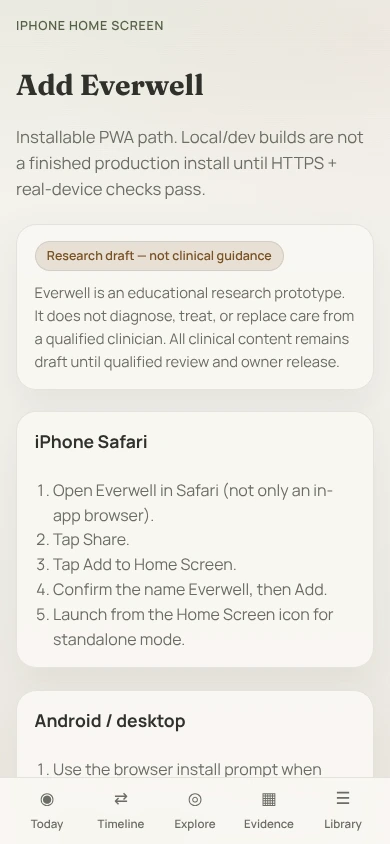 IPHONE HOME SCREEN
Add Everwell
Installable PWA path. Local/dev builds are not
a finished production install until HTTPS +
real-device checks pass.
Research draft — not clinical guidance
Everwell is an educational research prototype.
It does not diagnose, treat, or replace care from
a qualified clinician. All clinical content remains
draft until qualified review and owner release.
iPhone Safari
1. Open Everwell in Safari (not only an in-
app browser).
2. Tap Share.
3. Tap Add to Home Screen.
4. Confirm the name Everwell, then Add.
5. Launch from the Home Screen icon for
standalone mode.
Android / desktop
1. Use the browser install prompt when
Today Timeline Explore Evidence Library